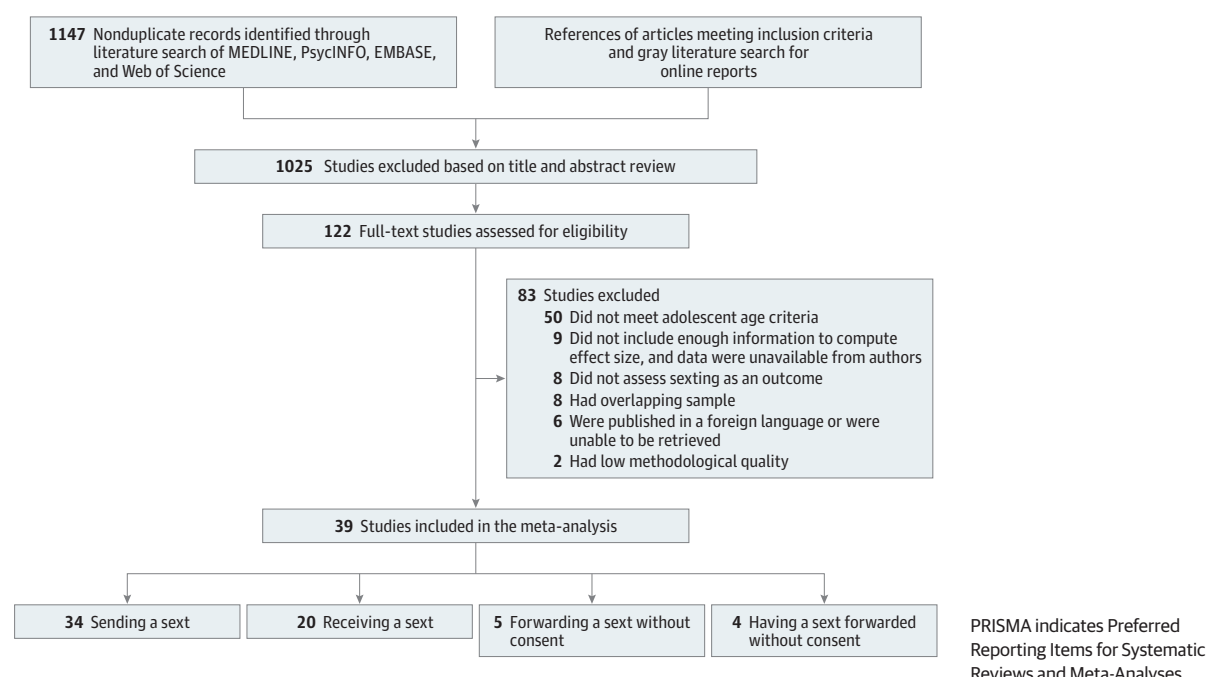 1147 Nonduplicate records identified through
literature search of MEDLINE, PsycINFO, EMBASE,
and Web of Science
References of articles meeting inclusion criteria
and gray literature search for
online reports
1025 Studies excluded based on title and abstract review
122 Full-text studies assessed for eligibility
83 Studies excluded
50 Did not meet adolescent age criteria
9 Did not include enough information to compute
effect size, and data were unavailable from authors
8 Did not assess sexting as an outcome
8 Had overlapping sample
6 Were published in a foreign language or were
unable to be retrieved
2 Had low methodological quality
39 Studies included in the meta-analysis
34 Sending a sext
20 Receiving a sext
5 Forwarding a sext without
consent
4 Having a sext forwarded
without consent
PRISMA indicates Preferred
Reporting Items for Systematic
Reviews and Meta-Analyses